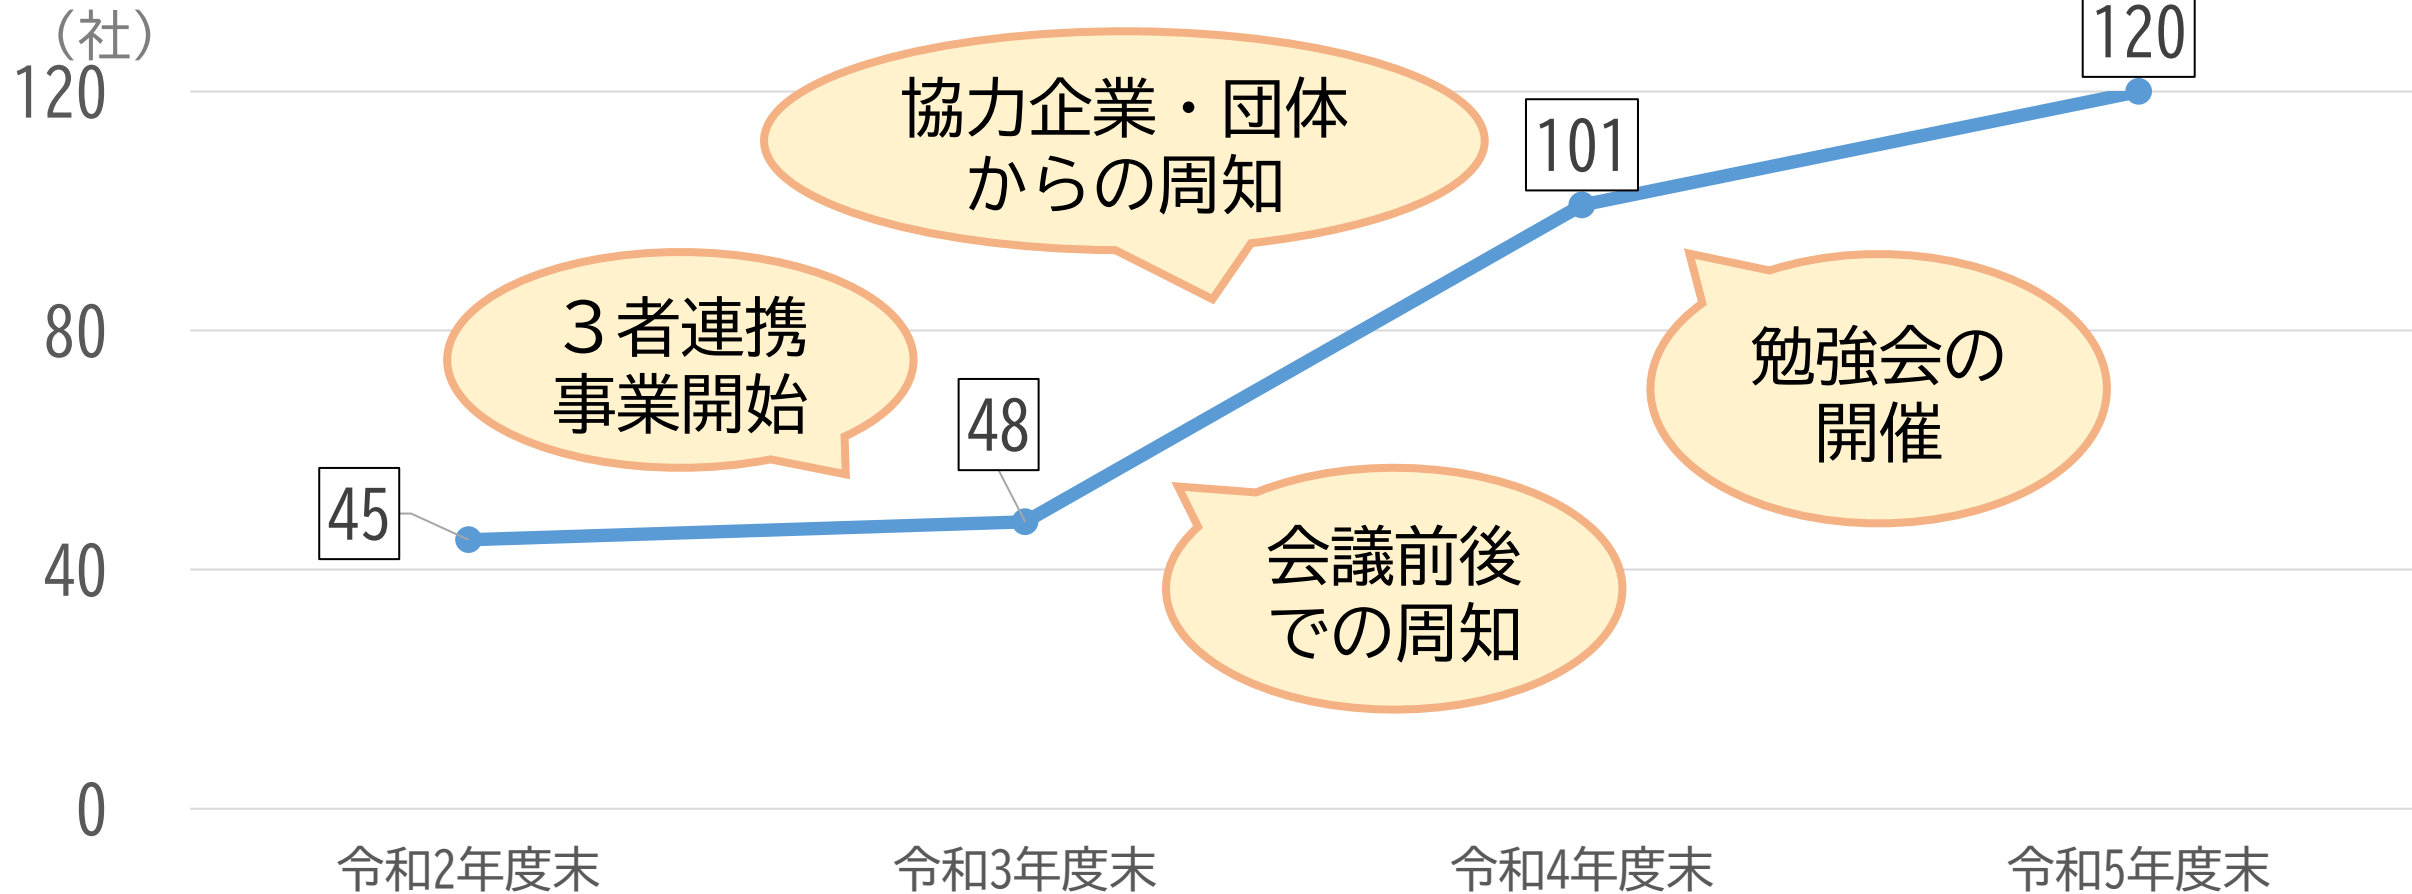 （社）
120
80
40
0
45
３者連携
事業開始
48
協力企業・団体
からの周知
会議前後
での周知
101
勉強会の
開催
120
令和2年度末
令和3年度末
令和4年度末
令和5年度末